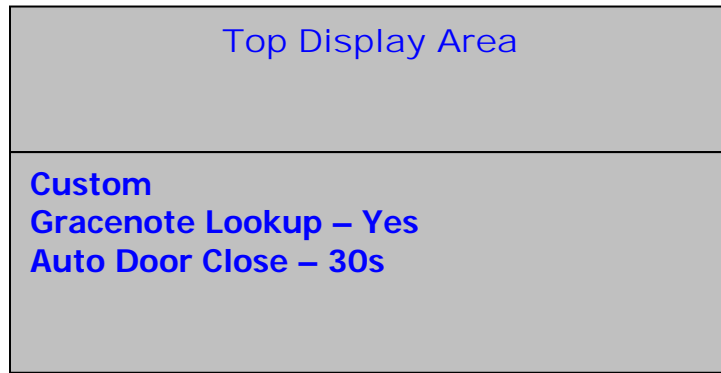 Top Display Area
Custom
Gracenote Lookup – Yes
Auto Door Close – 30s